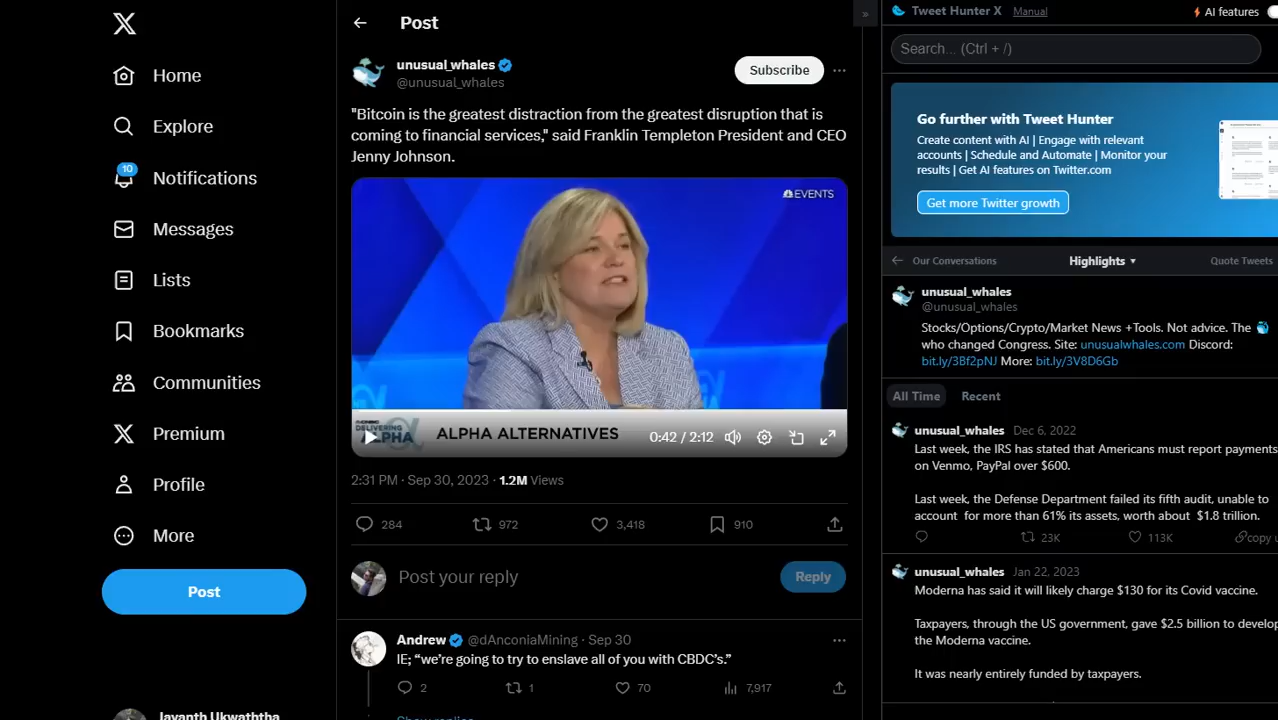 Home
Explore
10
Notifications
Messages
Lists
Bookmarks
Communities
Premium
Profile
More
Post
Jayanth Ukwaththa
Post
unusual_whales
@unusual_whales
Subscribe
"Bitcoin is the greatest distraction from the greatest disruption that is
coming to financial services," said Franklin Templeton President and CEO
Jenny Johnson.
EVENTS
DELIVERING
ALPHA
ALPHA ALTERNATIVES
0:42 / 2:12
2:31 PM · Sep 30, 2023 · 1.2M Views
284 972 3,418 910
Post your reply
Reply
Andrew @dAnconiaMining · Sep 30
IE; “we’re going to try to enslave all of you with CBDC’s.”
2 1 70 7,917
Show replies
»
Tweet Hunter X Manual AI features
Search... (Ctrl + /)
Go further with Tweet Hunter
Create content with AI | Engage with relevant
accounts | Schedule and Automate | Monitor your
results | Get AI features on Twitter.com
Get more Twitter growth
Our Conversations Highlights Quote Tweets
unusual_whales
@unusual_whales
Stocks/Options/Crypto/Market News +Tools. Not advice. The
who changed Congress. Site: unusualwhales.com Discord:
bit.ly/3Bf2pNJ More: bit.ly/3V8D6Gb
All Time Recent
unusual_whales Dec 6, 2022
Last week, the IRS has stated that Americans must report payments
on Venmo, PayPal over $600.
Last week, the Defense Department failed its fifth audit, unable to
account for more than 61% its assets, worth about $1.8 trillion.
23K 113K copy u
unusual_whales Jan 22, 2023
Moderna has said it will likely charge $130 for its Covid vaccine.
Taxpayers, through the US government, gave $2.5 billion to develop
the Moderna vaccine.
It was nearly entirely funded by taxpayers.